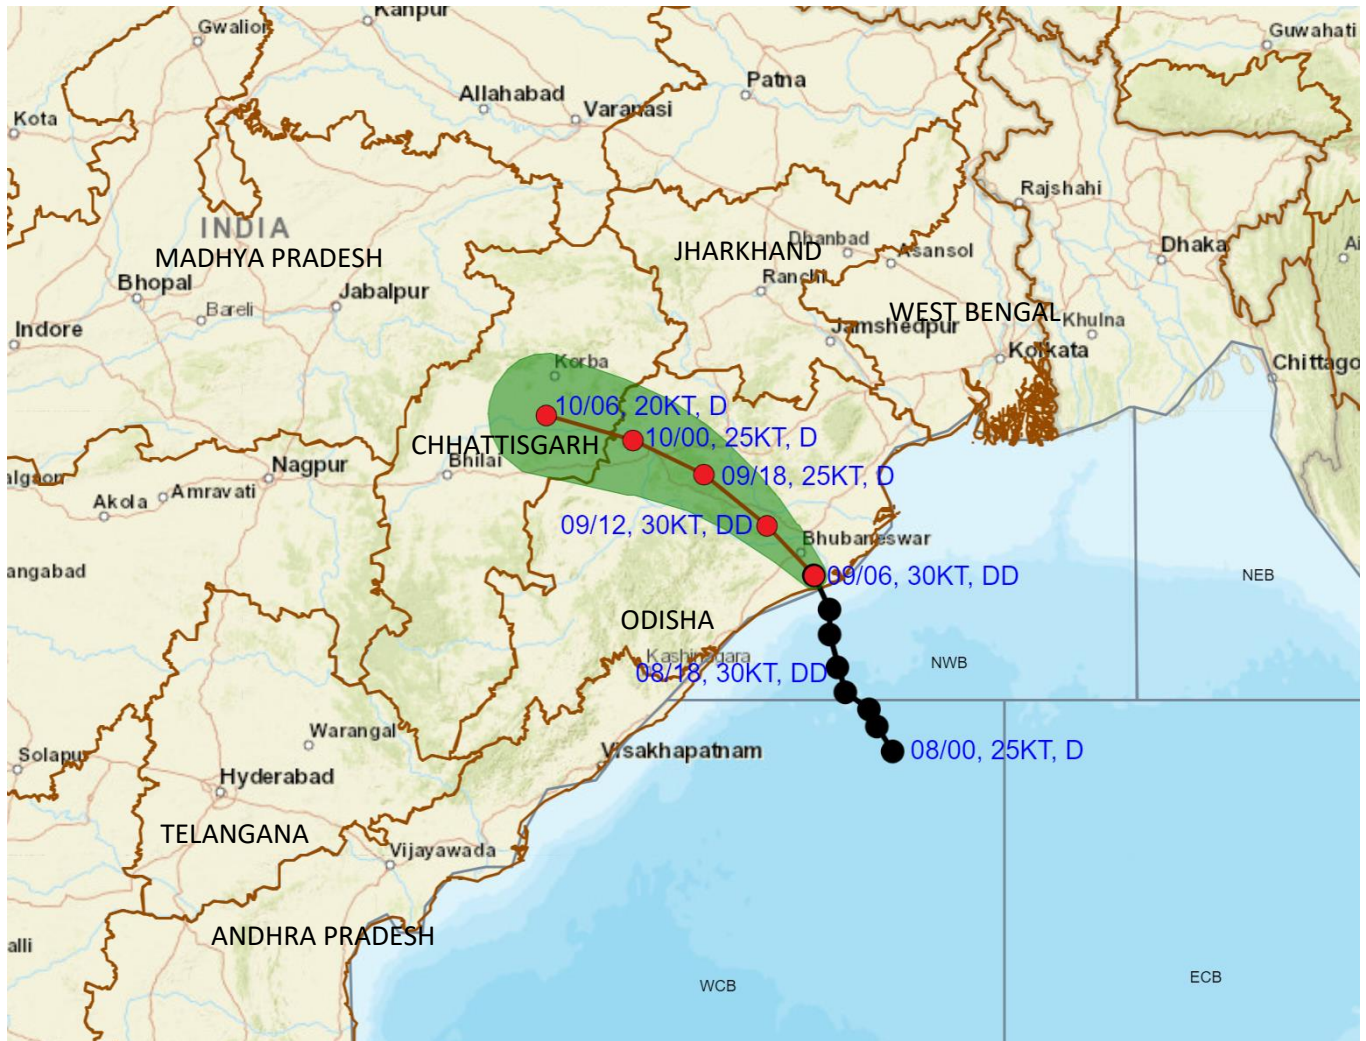 Kanpur
Gwalior
Guwahati
Patna
Allahabad
Varanasi
Kota
Rajshahi
INDIA
JHARKHAND
Dhanbad
Asansol
Dhaka
MADHYA PRADESH
Ranchi
Bhopal
Jabalpur
Bareli
WEST BENGAL
Khulna
Indore
Jamshedpur
Kolkata
Chittago
Korba
10/06, 20KT, D
10/00, 25KT, D
CHHATTISGARH
Nagpur
Bhilai
09/18, 25KT, D
algaon
Amravati
Akola
09/12, 30KT, DD
Bhubaneswar
angabad
09/06, 30KT, DD
NEB
ODISHA
Kashinagara
NWB
08/18, 30KT, DD
Warangal
Solapur
Visakhapatnam
08/00, 25KT, D
Hyderabad
TELANGANA
Vijayawada
ANDHRA PRADESH
alli
WCB
ECB